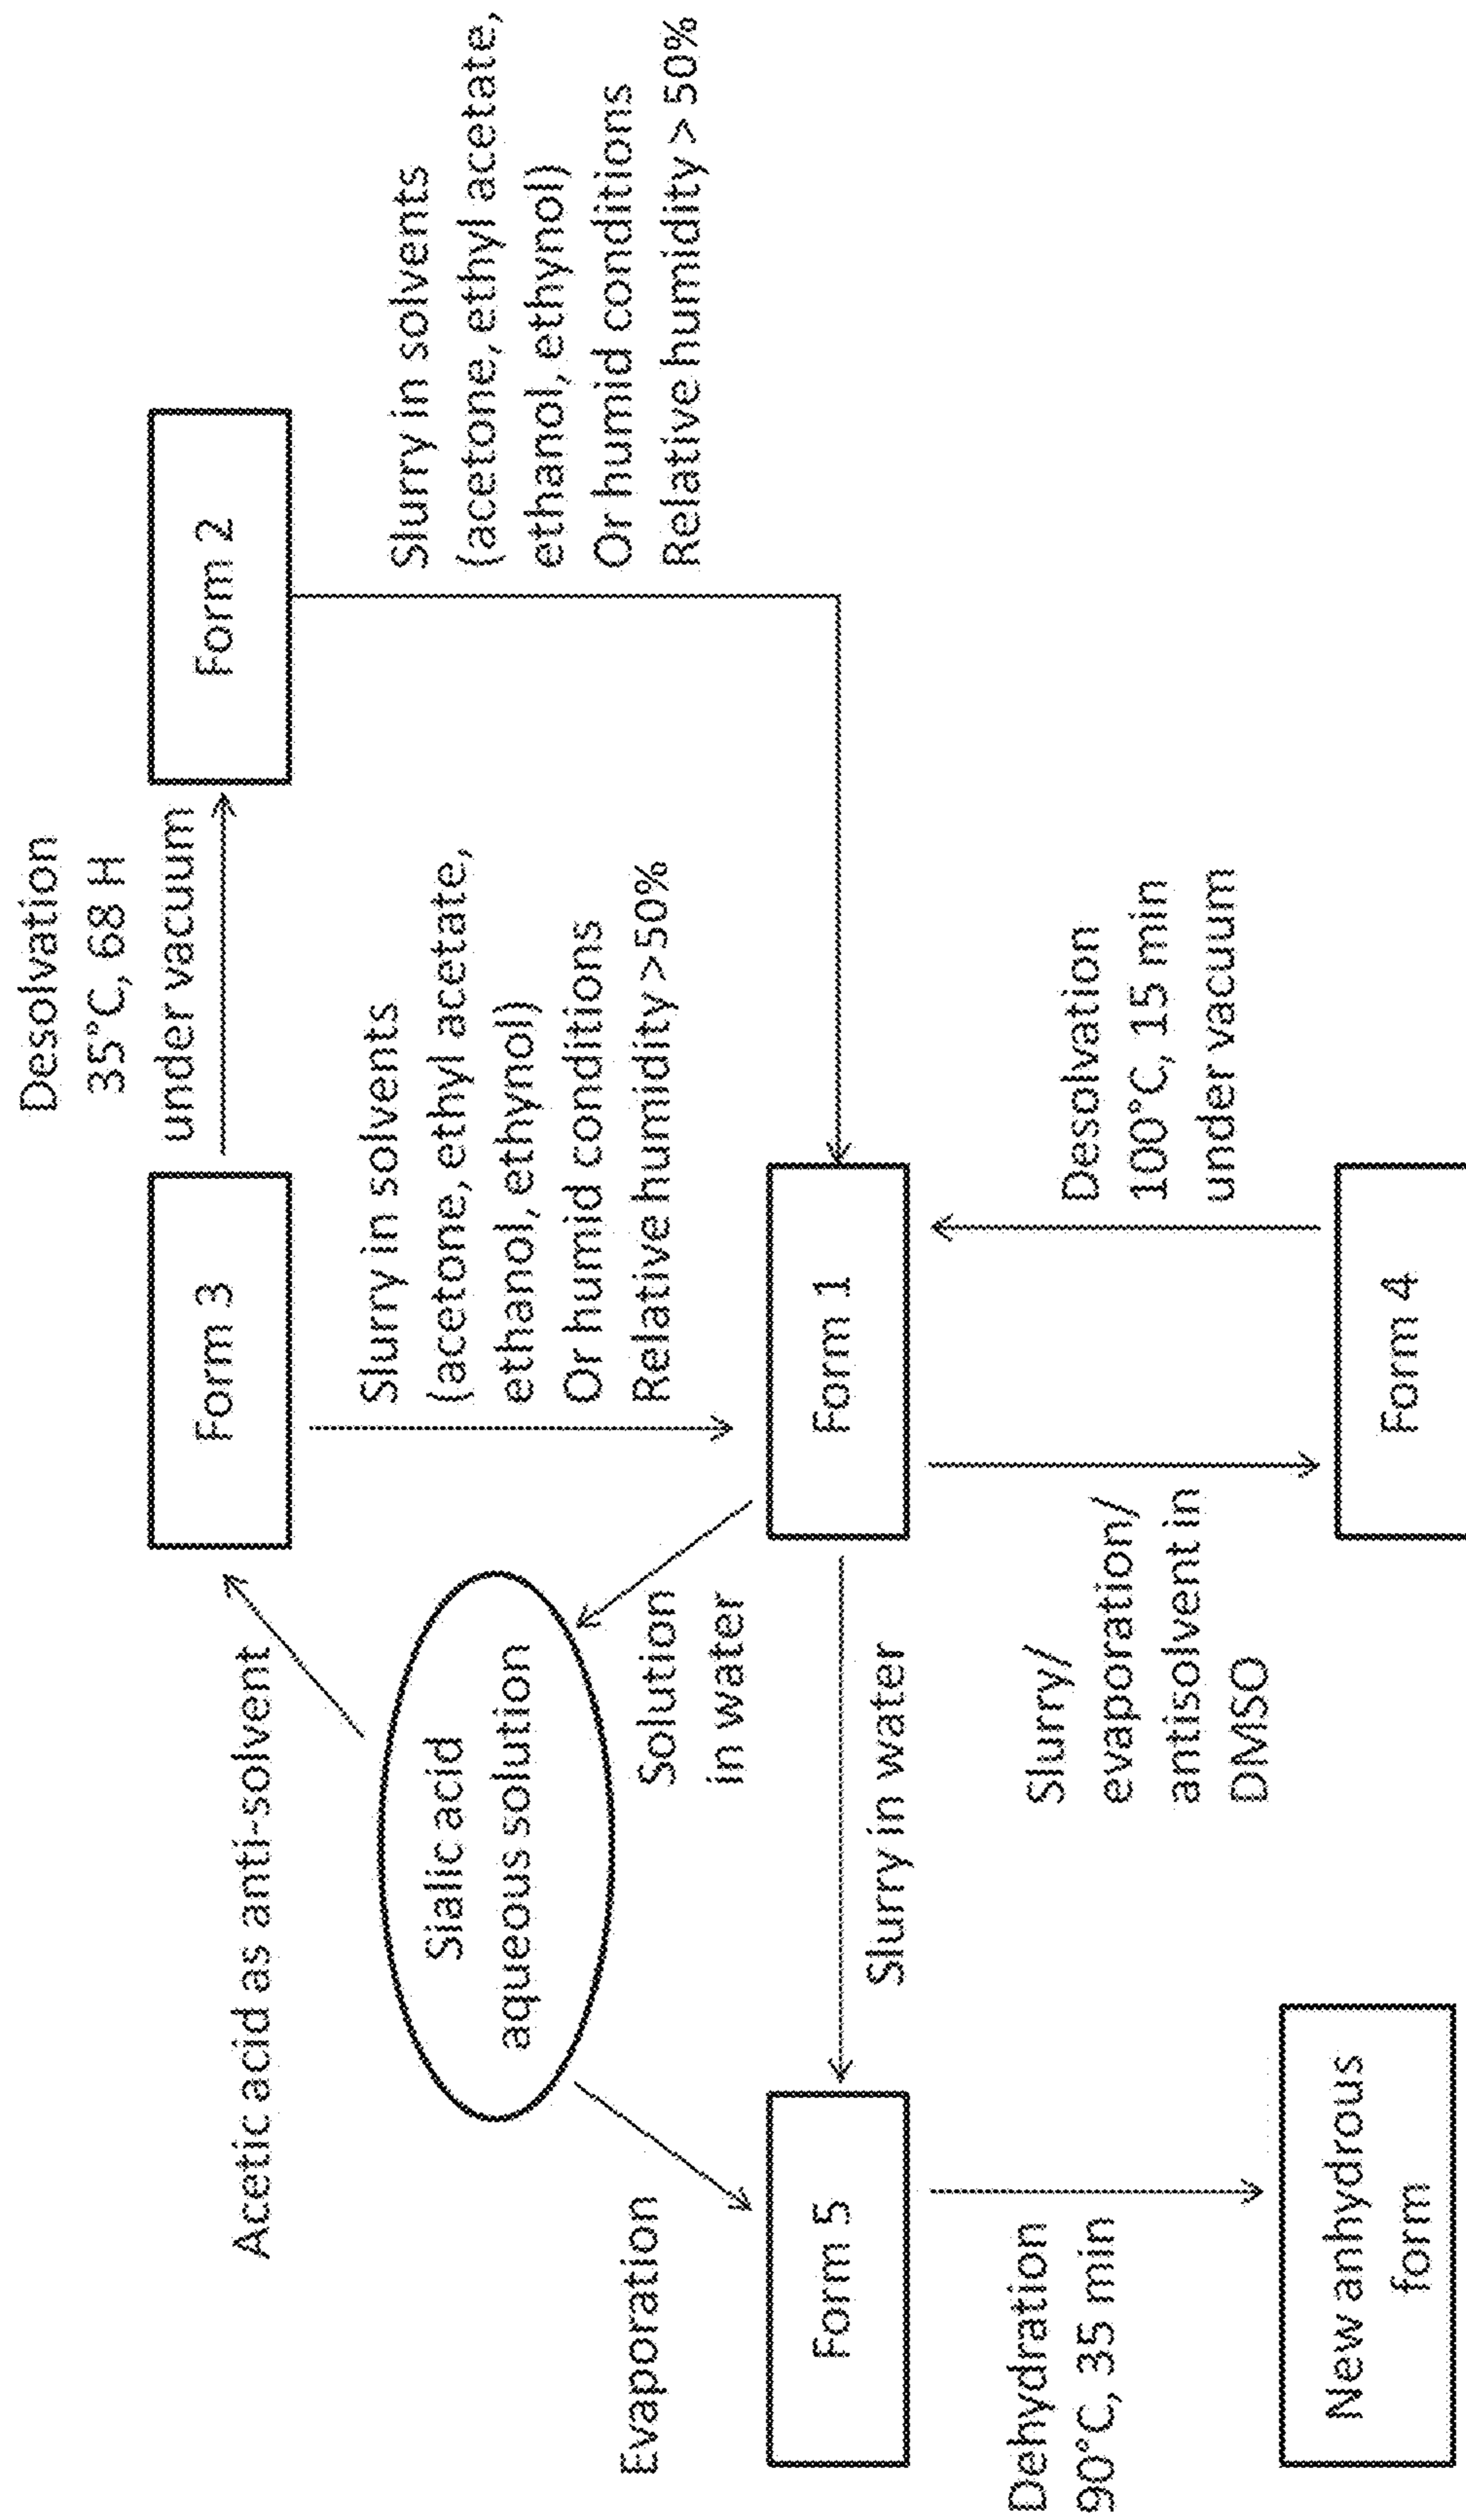 Desolvation
35°C, 68 H
under vacuum
Form 3
Form 2
Acetic acid as anti-solvent
Slurry in solvents
(acetone, ethyl acetate,
ethanol, ethynol)
Or humid conditions
Relative humidity >50%
Slurry in solvents
(acetone, ethyl acetate,
ethanol, ethynol)
Or humid conditions
Relative humidity > 50%
Sialic acid
aqueous solution
Evaporation
Solution
in water
Form 5
Slurry in water
Form 1
Dehydration
90°C, 35 min
Slurry/
evaporation/
antisolvent in
DMSO
Desolvation
100°C, 15 min
under vacuum
New anhydrous
form
Form 4